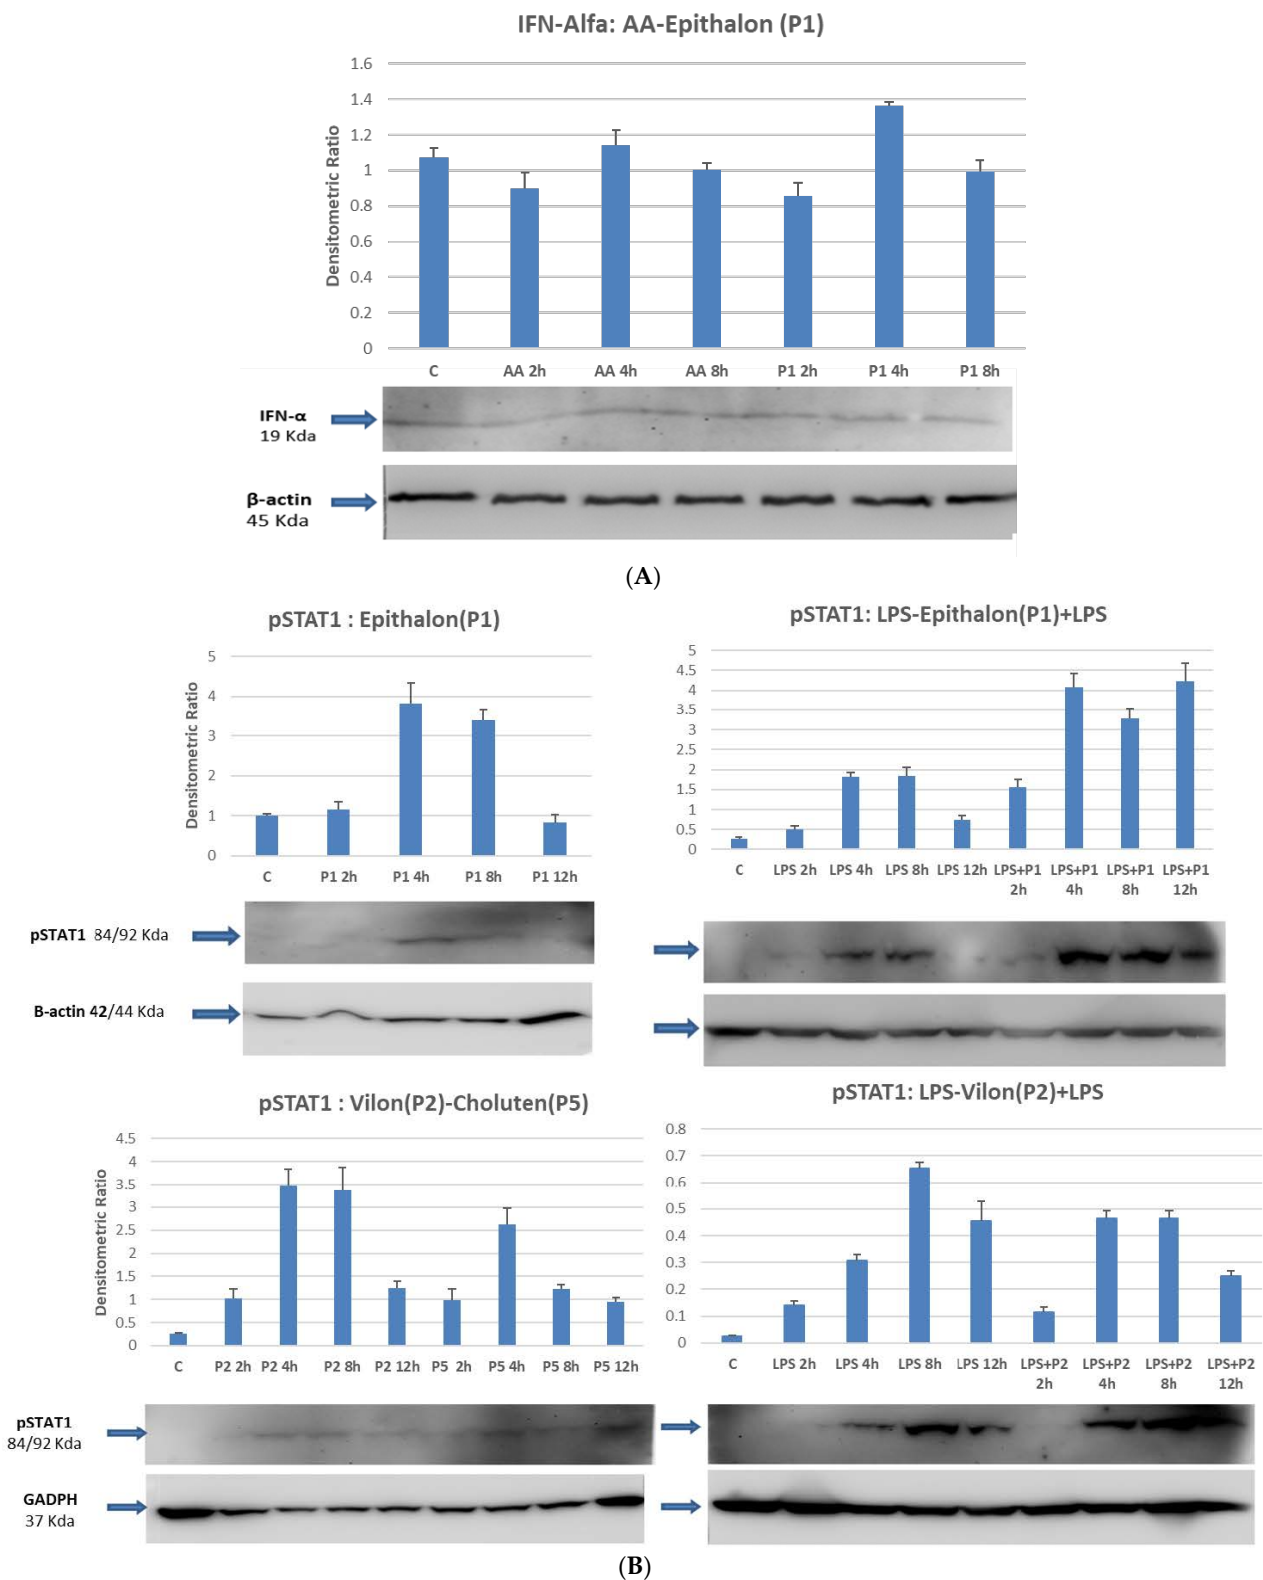 IFN-Alfa: AA-Epithalon (P1)
Densitometric Ratio
1.6
1.4
1.2
1
0.8
0.6
0.4
0.2
0
C AA 2h AA 4h AA 8h P1 2h P1 4h P1 8h
IFN-α
19 Kda
β-actin
45 Kda
(A)
pSTAT1 : Epithalon(P1)
Densitometric Ratio
5
4
3
2
1
0
C P1 2h P1 4h P1 8h P1 12h
pSTAT1 84/92 Kda
B-actin 42/44 Kda
pSTAT1: LPS-Epithalon(P1)+LPS
5
4.5
4
3.5
3
2.5
2
1.5
1
0.5
0
C LPS 2h LPS 4h LPS 8h LPS 12h LPS+P1 LPS+P1 LPS+P1 LPS+P1
2h 4h 8h 12h
pSTAT1 : Vilon(P2)-Choluten(P5)
Densitometric Ratio
4.5
4
3.5
3
2.5
2
1.5
1
0.5
0
C P2 2h P2 4h P2 8h P2 12h P5 2h P5 4h P5 8h P5 12h
pSTAT1
84/92 Kda
GADPH
37 Kda
pSTAT1: LPS-Vilon(P2)+LPS
0.8
0.7
0.6
0.5
0.4
0.3
0.2
0.1
0
C LPS 2h LPS 4h LPS 8h LPS 12h LPS+P2 LPS+P2 LPS+P2 LPS+P2
2h 4h 8h 12h
(B)